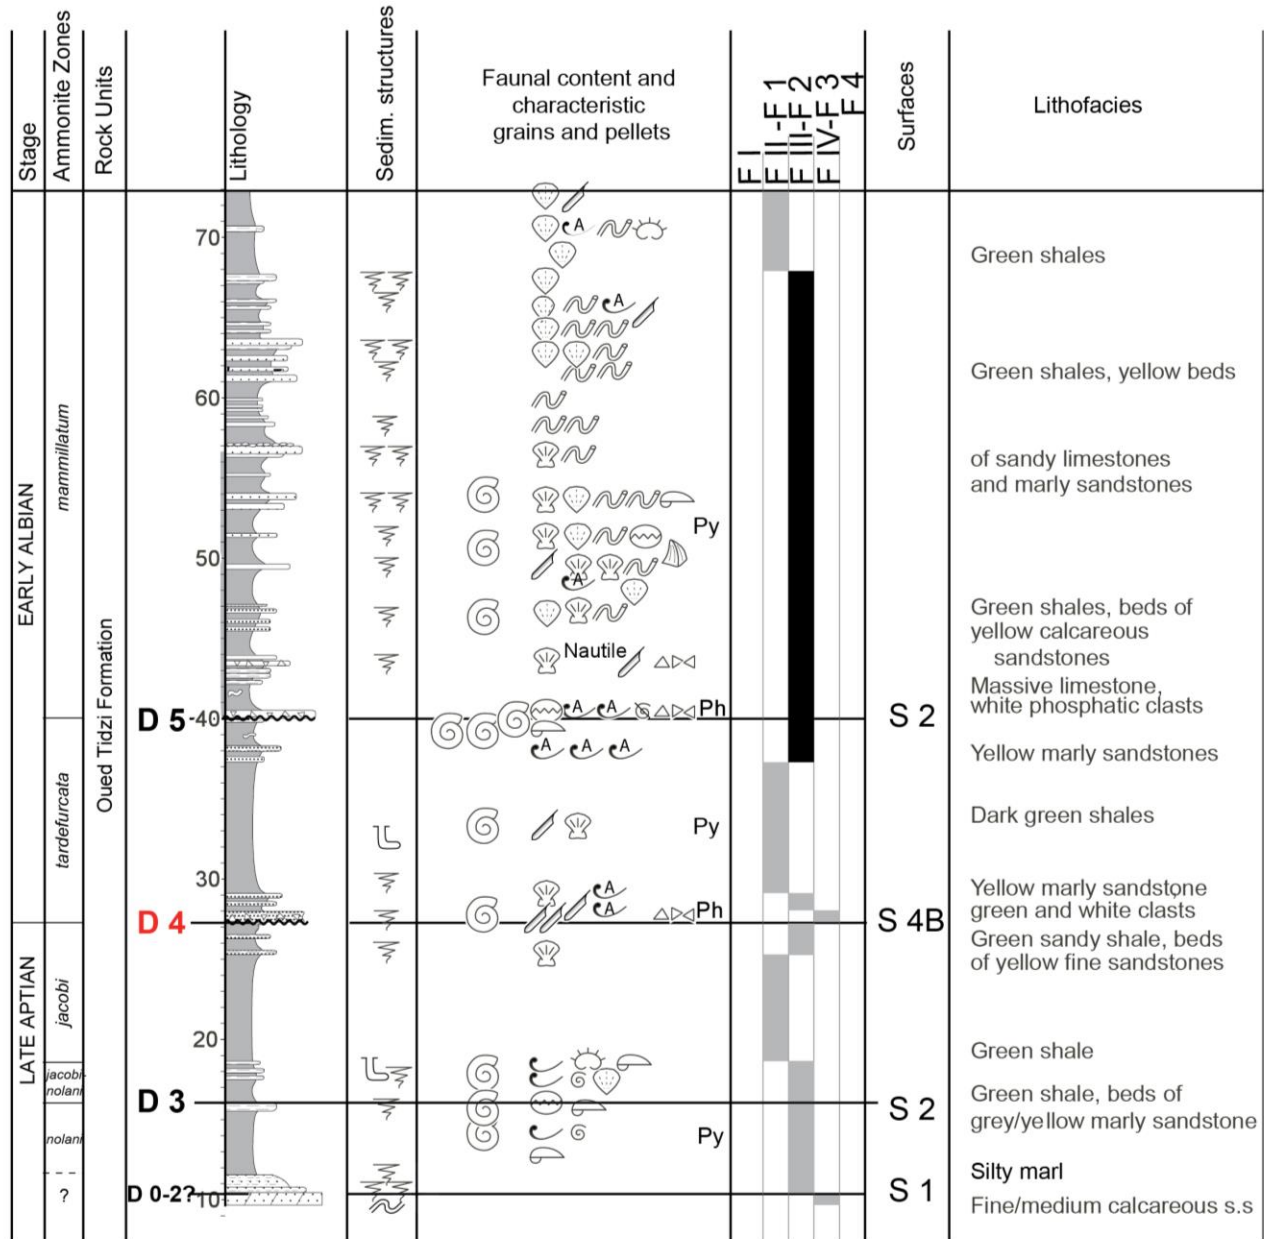 Stage
Ammonite Zones
Rock Units
Lithology
Sedim. structures
Faunal content and
characteristic
grains and pellets
F I
F II -F 1
F III-F 2
F IV-F 3
F 4
Surfaces
Lithofacies
EARLY ALBIAN
LATE APTIAN
mammillatum
tardefurcata
jacobi
jacobi-
nolani
nolani
?
Oued Tidzi Formation
70
60
50
D 5 -40
30
D 4
20
D 3
D 0-2? 10
A
A
A
Py
Nautile
A A Ph
A A A
Py
A
A Ph
Py
S 2
S 4B
S 2
S 1
Green shales
Green shales, yellow beds
of sandy limestones
and marly sandstones
Green shales, beds of
yellow calcareous
sandstones
Massive limestone,
white phosphatic clasts
Yellow marly sandstones
Dark green shales
Yellow marly sandstone
green and white clasts
Green sandy shale, beds
of yellow fine sandstones
Green shale
Green shale, beds of
grey/yellow marly sandstone
Silty marl
Fine/medium calcareous s.s